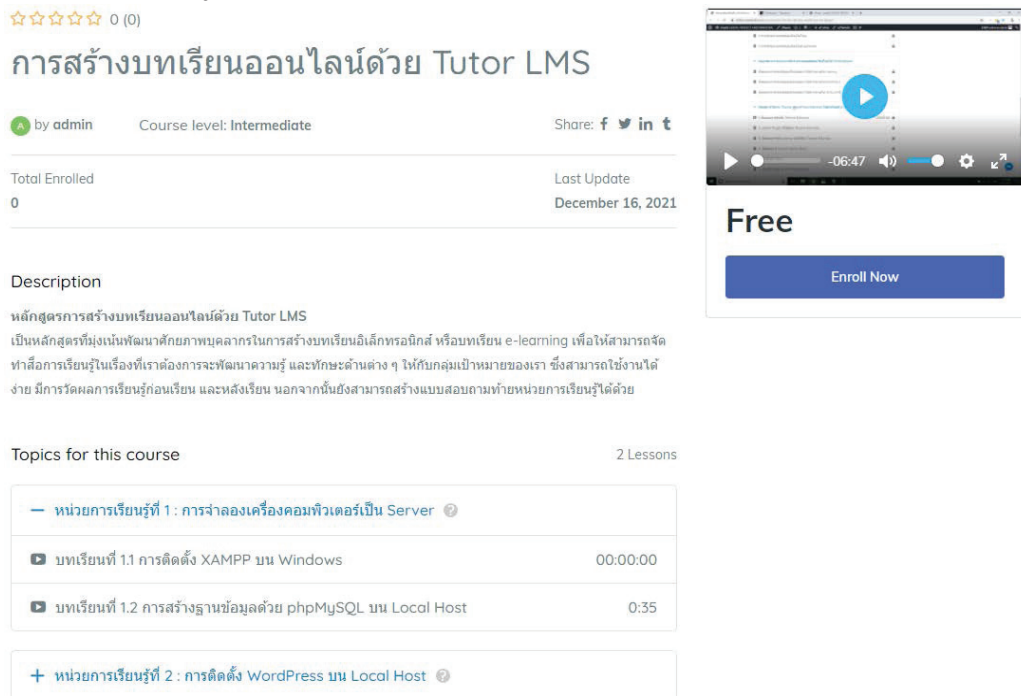 0 (0)
การสร้างบทเรียนออนไลน์ด้วย Tutor LMS
A by admin Course level: Intermediate Share: f in t
Total Enrolled Last Update
0 December 16, 2021
Description
หลักสูตรการสร้างบทเรียนออนไลน์ด้วย Tutor LMS
เป็นหลักสูตรที่มุ่งเน้นพัฒนาศักยภาพบุคลากรในการสร้างบทเรียนอิเล็กทรอนิกส์ หรือบทเรียน e-learning เพื่อให้สามารถจัด
ทำสื่อการเรียนรู้ในเรื่องที่เราต้องการจะพัฒนาความรู้ และทักษะด้านต่าง ๆ ให้กับกลุ่มเป้าหมายของเรา ซึ่งสามารถใช้งานได้
ง่าย มีการวัดผลการเรียนรู้ก่อนเรียน และหลังเรียน นอกจากนั้นยังสามารถสร้างแบบสอบถามท้ายหน่วยการเรียนรู้ได้ด้วย
Topics for this course 2 Lessons
หน่วยการเรียนรู้ที่ 1 : การจำลองเครื่องคอมพิวเตอร์เป็น Server
บทเรียนที่ 1.1 การติดตั้ง XAMPP บน Windows 00:00:00
บทเรียนที่ 1.2 การสร้างฐานข้อมูลด้วย phpMySQL บน Local Host 0:35
หน่วยการเรียนรู้ที่ 2 : การติดตั้ง WordPress บน Local Host
-06:47
Free
Enroll Now